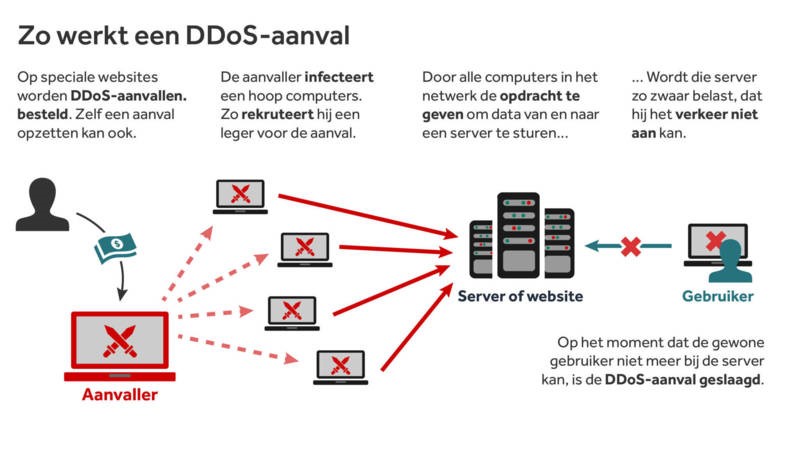 Zo werkt een DDoS-aanval
Op speciale websites
worden DDoS-aanvallen.
besteld. Zelf een aanval
opzetten kan ook.
De aanvaller infecteert
een hoop computers.
Zo rekruteert hij een
leger voor de aanval.
Door alle computers in het
netwerk de opdracht te
geven om data van en naar
een server te sturen...
... Wordt die server
zo zwaar belast, dat
hij het verkeer niet
aan kan.
$
Aanvaller
Server of website
Gebruiker
Op het moment dat de gewone
gebruiker niet meer bij de server
kan, is de DDoS-aanval geslaagd.